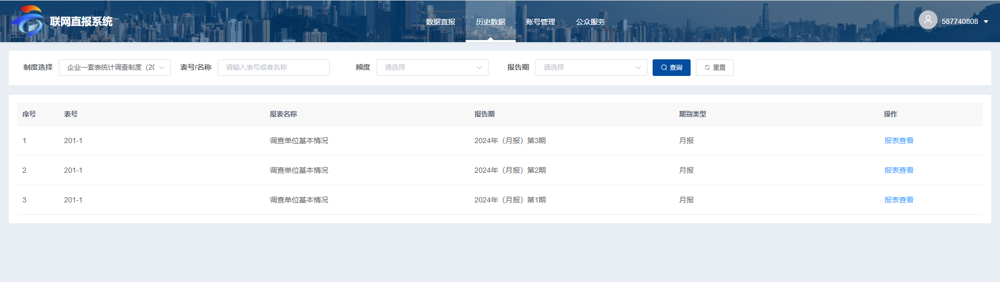 联网直报系统
数据直报 历史数据 账号管理 公众服务
587740808
制度选择 企业一套表统计调查制度（20 表号/名称 请输入表号或者名称 频度 请选择 报告期 请选择 查询 重置
序号 表号 报表名称 报告期 期别类型 操作
1 201-1 调查单位基本情况 2024年（月报）第3期 月报 报表查看
2 201-1 调查单位基本情况 2024年（月报）第2期 月报 报表查看
3 201-1 调查单位基本情况 2024年（月报）第1期 月报 报表查看